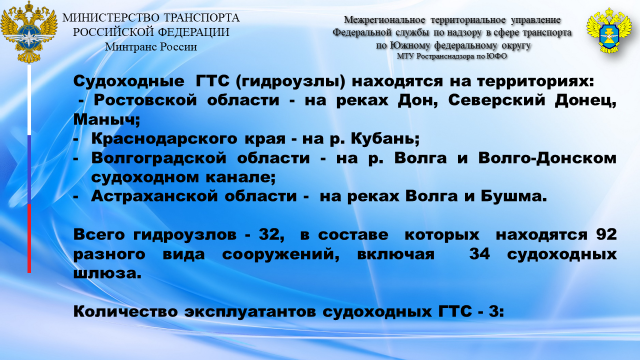 МИНИСТЕРСТВО ТРАНСПОРТА
РОССИЙСКОЙ ФЕДЕРАЦИИ
Минтранс России
Межрегиональное территориальное управление
Федеральной службы по надзору в сфере транспорта
по Южному федеральному округу
МТУ Ространснадзора по ЮФО
Судоходные ГТС (гидроузлы) находятся на территориях:
- Ростовской области - на реках Дон, Северский Донец,
Маныч;
- Краснодарского края - на р. Кубань;
- Волгоградской области - на р. Волга и Волго-Донском
судоходном канале;
- Астраханской области - на реках Волга и Бушма.
Всего гидроузлов - 32, в составе которых находятся 92
разного вида сооружений, включая 34 судоходных
шлюза.
Количество эксплуатантов судоходных ГТС - 3: